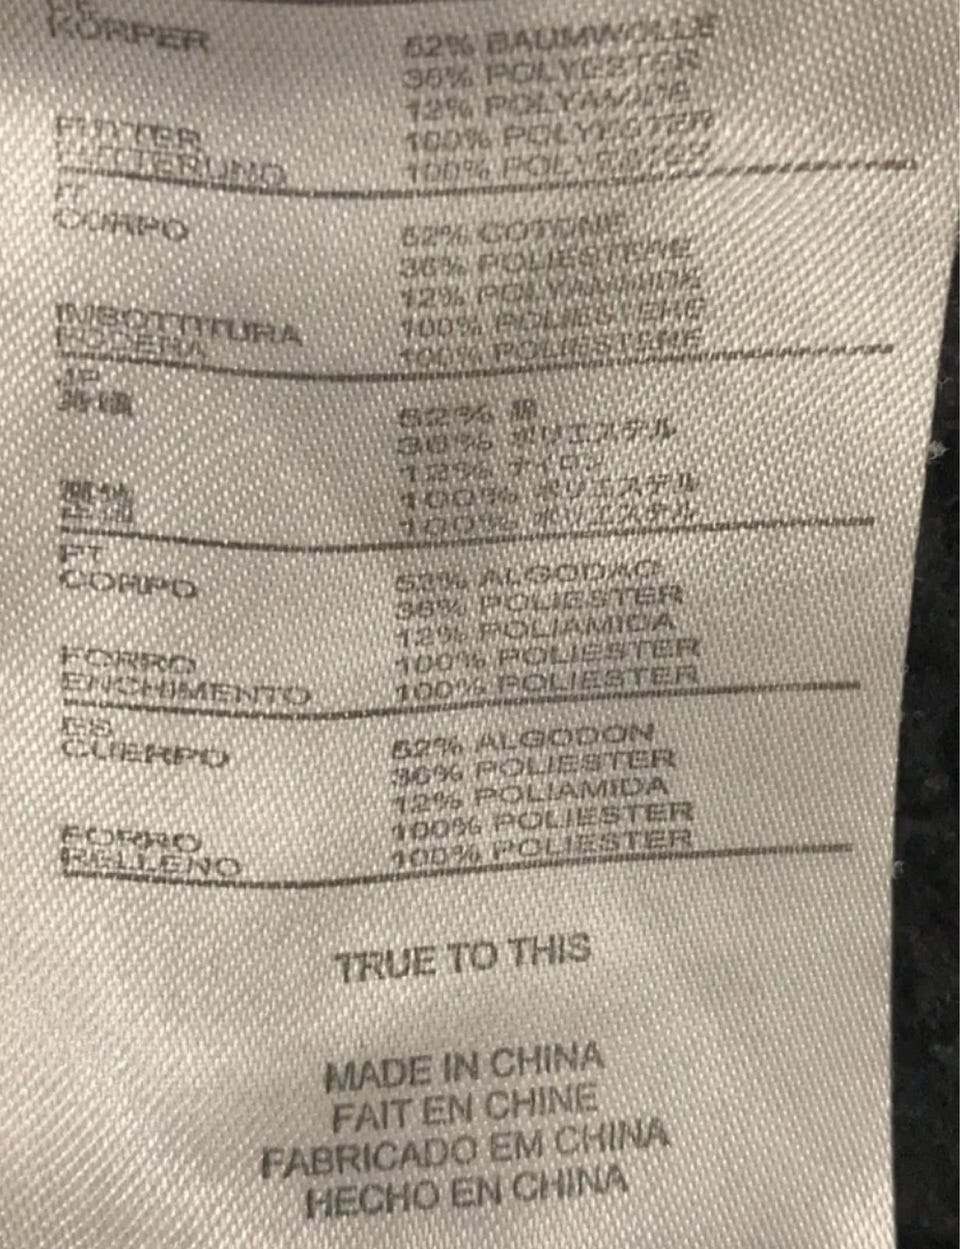 KÖRPER 52% BAUMWOLLE
36% POLYESTER
12% POLYAMIDE
FUTTER 100% POLYESTER
FÜTTERUNG 100% POLYESTER
IT
CORPO 52% COTONE
36% POLIESTERE
12% POLYAMMIDE
IMBOTTITURA 100% POLIESTERE
FODERA 100% POLIESTERE
JP
52% 綿
36% ポリエステル
12% ナイロン
100% ポリエステル
100% ポリエステル
PT
CORPO 52% ALGODAO
36% POLIESTER
12% POLIAMIDA
FORRO 100% POLIESTER
ENCHIMENTO 100% POLIESTER
ES
CUERPO 52% ALGODON
36% POLIESTER
12% POLIAMIDA
FORRO 100% POLIESTER
RELLENO 100% POLIESTER
TRUE TO THIS
MADE IN CHINA
FAIT EN CHINE
FABRICADO EM CHINA
HECHO EN CHINA